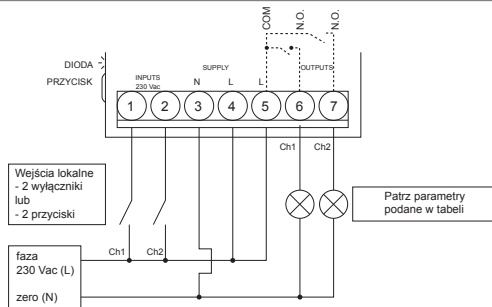 COM
N.O.
N.O.
DIODA
PRZYCISK
INPUTS
230 Vac
SUPPLY
N
L
L
OUTPUTS
1
2
3
4
5
6
7
Ch1
Ch2
Wejścia lokalne
- 2 wyłączniki
lub
- 2 przyciski
Patrz parametry
podane w tabeli
Ch1
Ch2
faza
230 Vac (L)
zero (N)